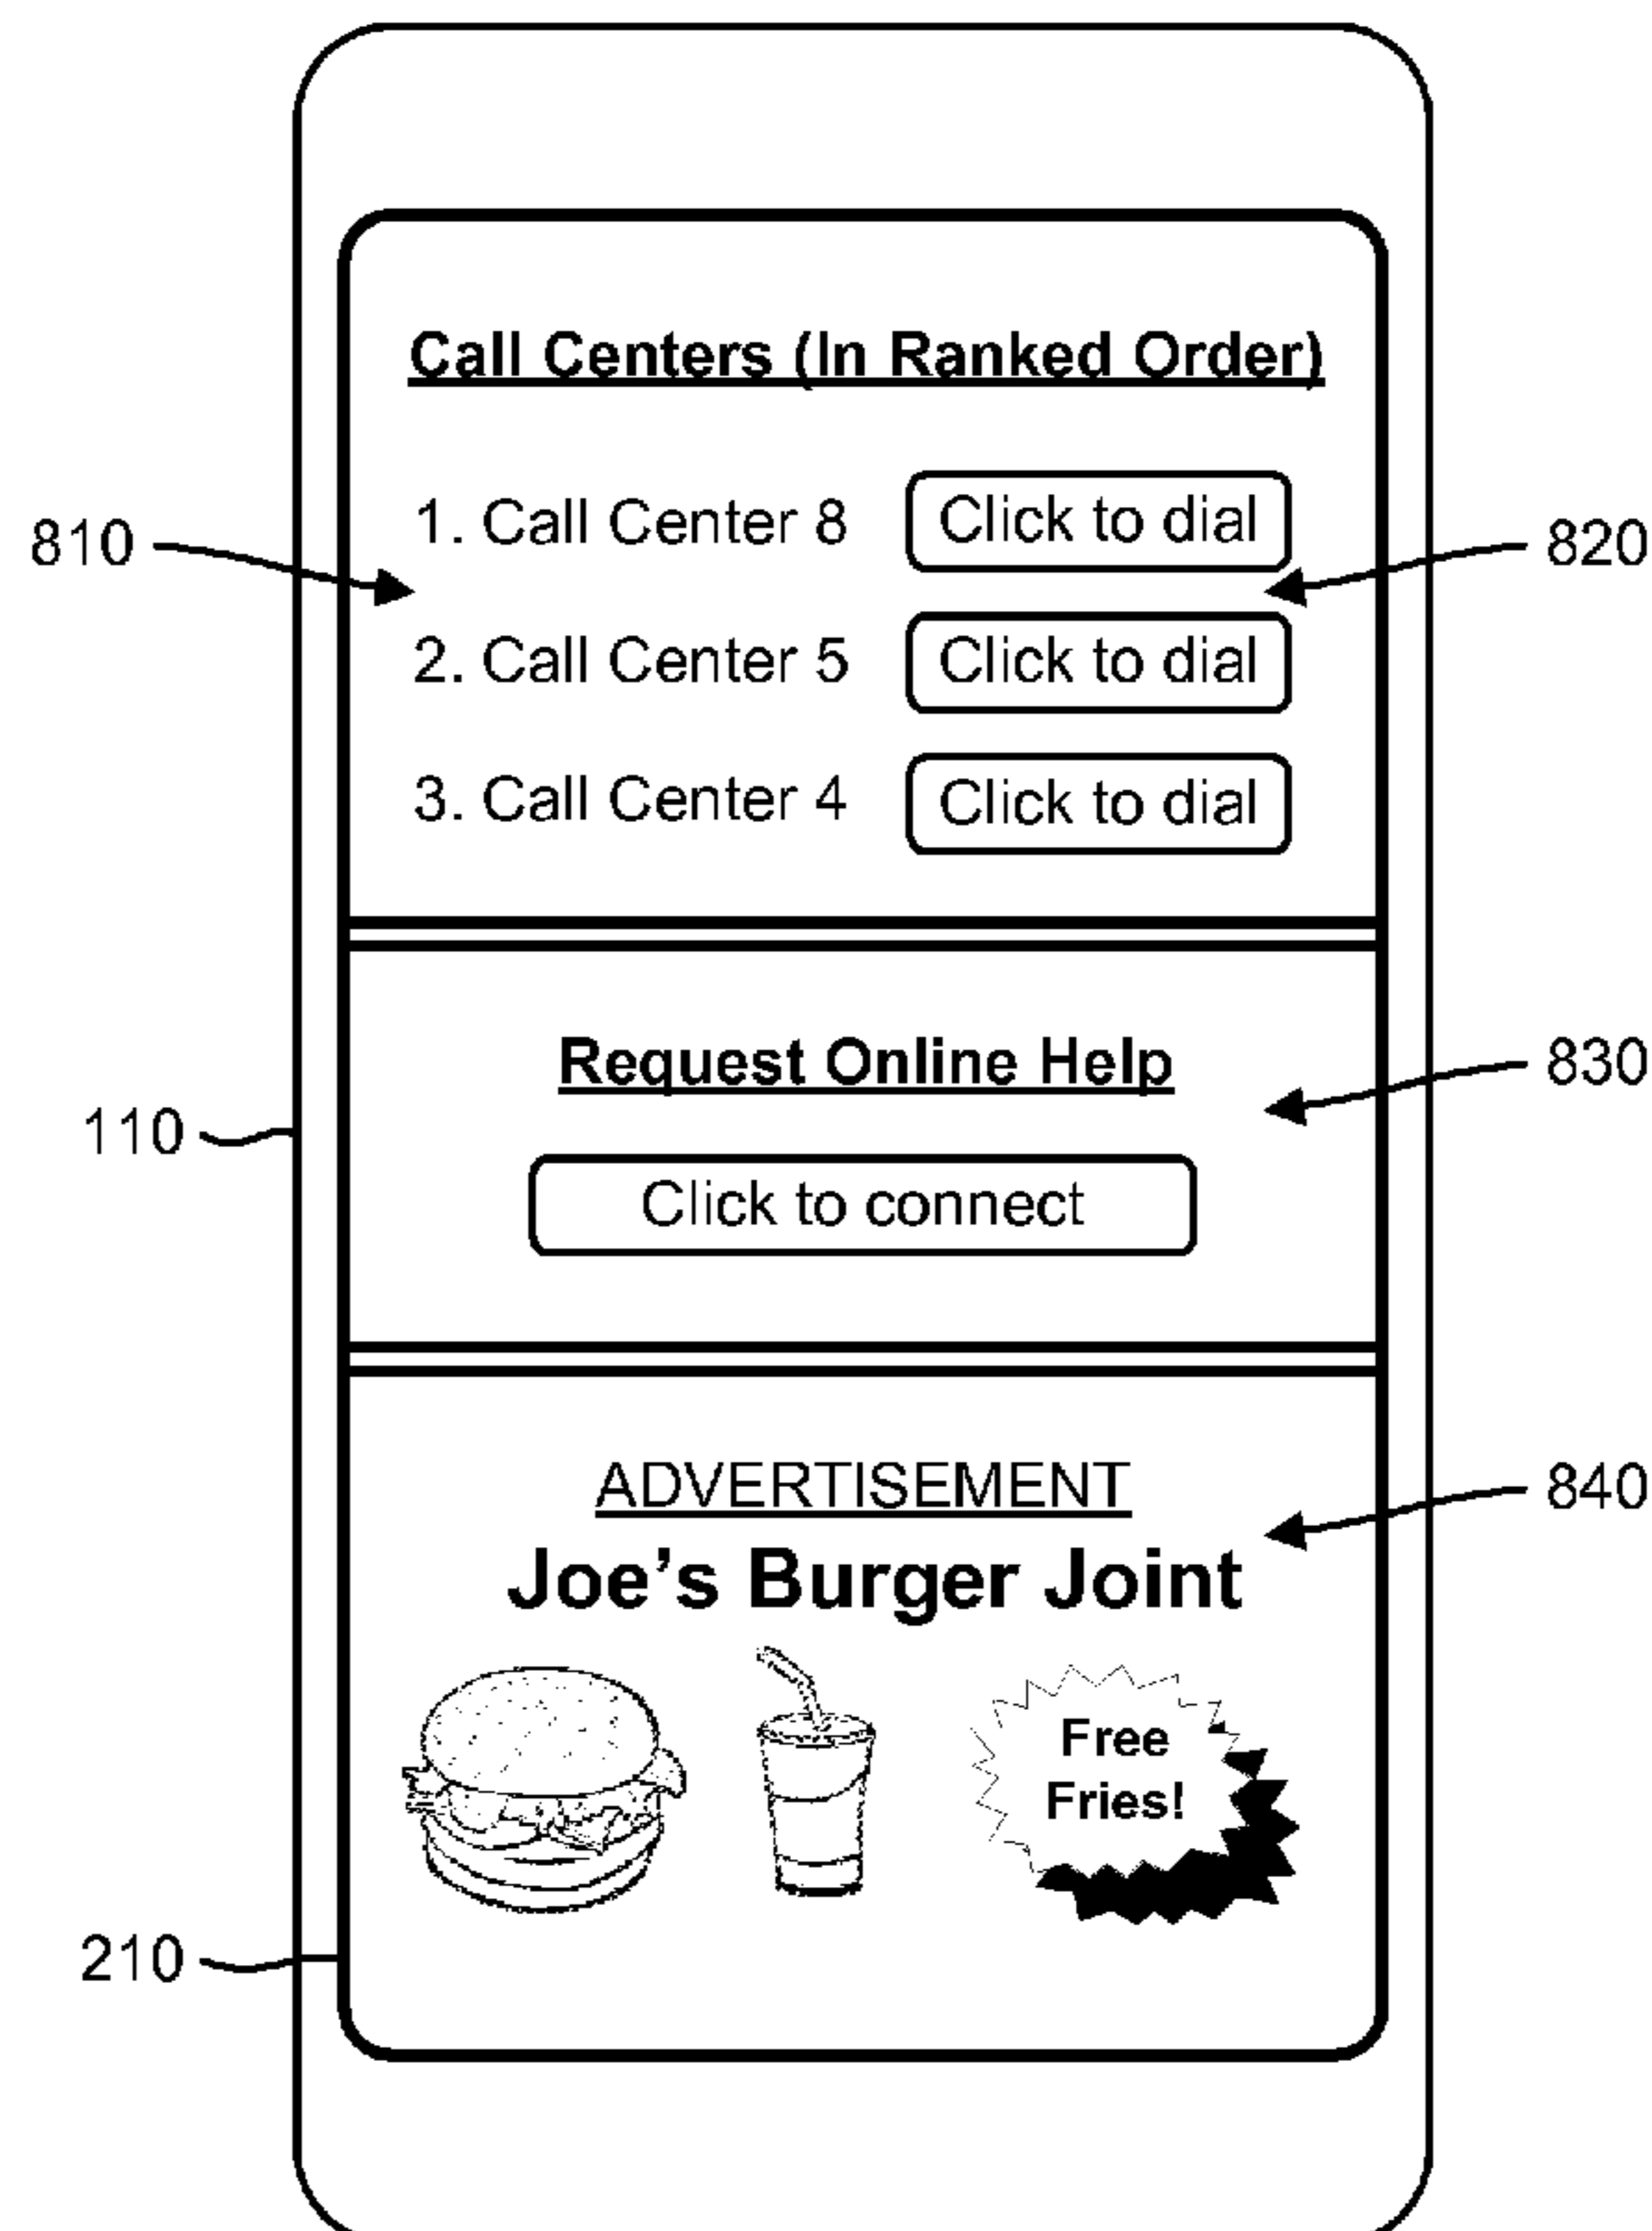 Call Centers (In Ranked Order)
1. Call Center 8 Click to dial
810
820
2. Call Center 5 Click to dial
3. Call Center 4 Click to dial
Request Online Help
830
110
Click to connect
ADVERTISEMENT
840
Joe's Burger Joint
Free
Fries!
210